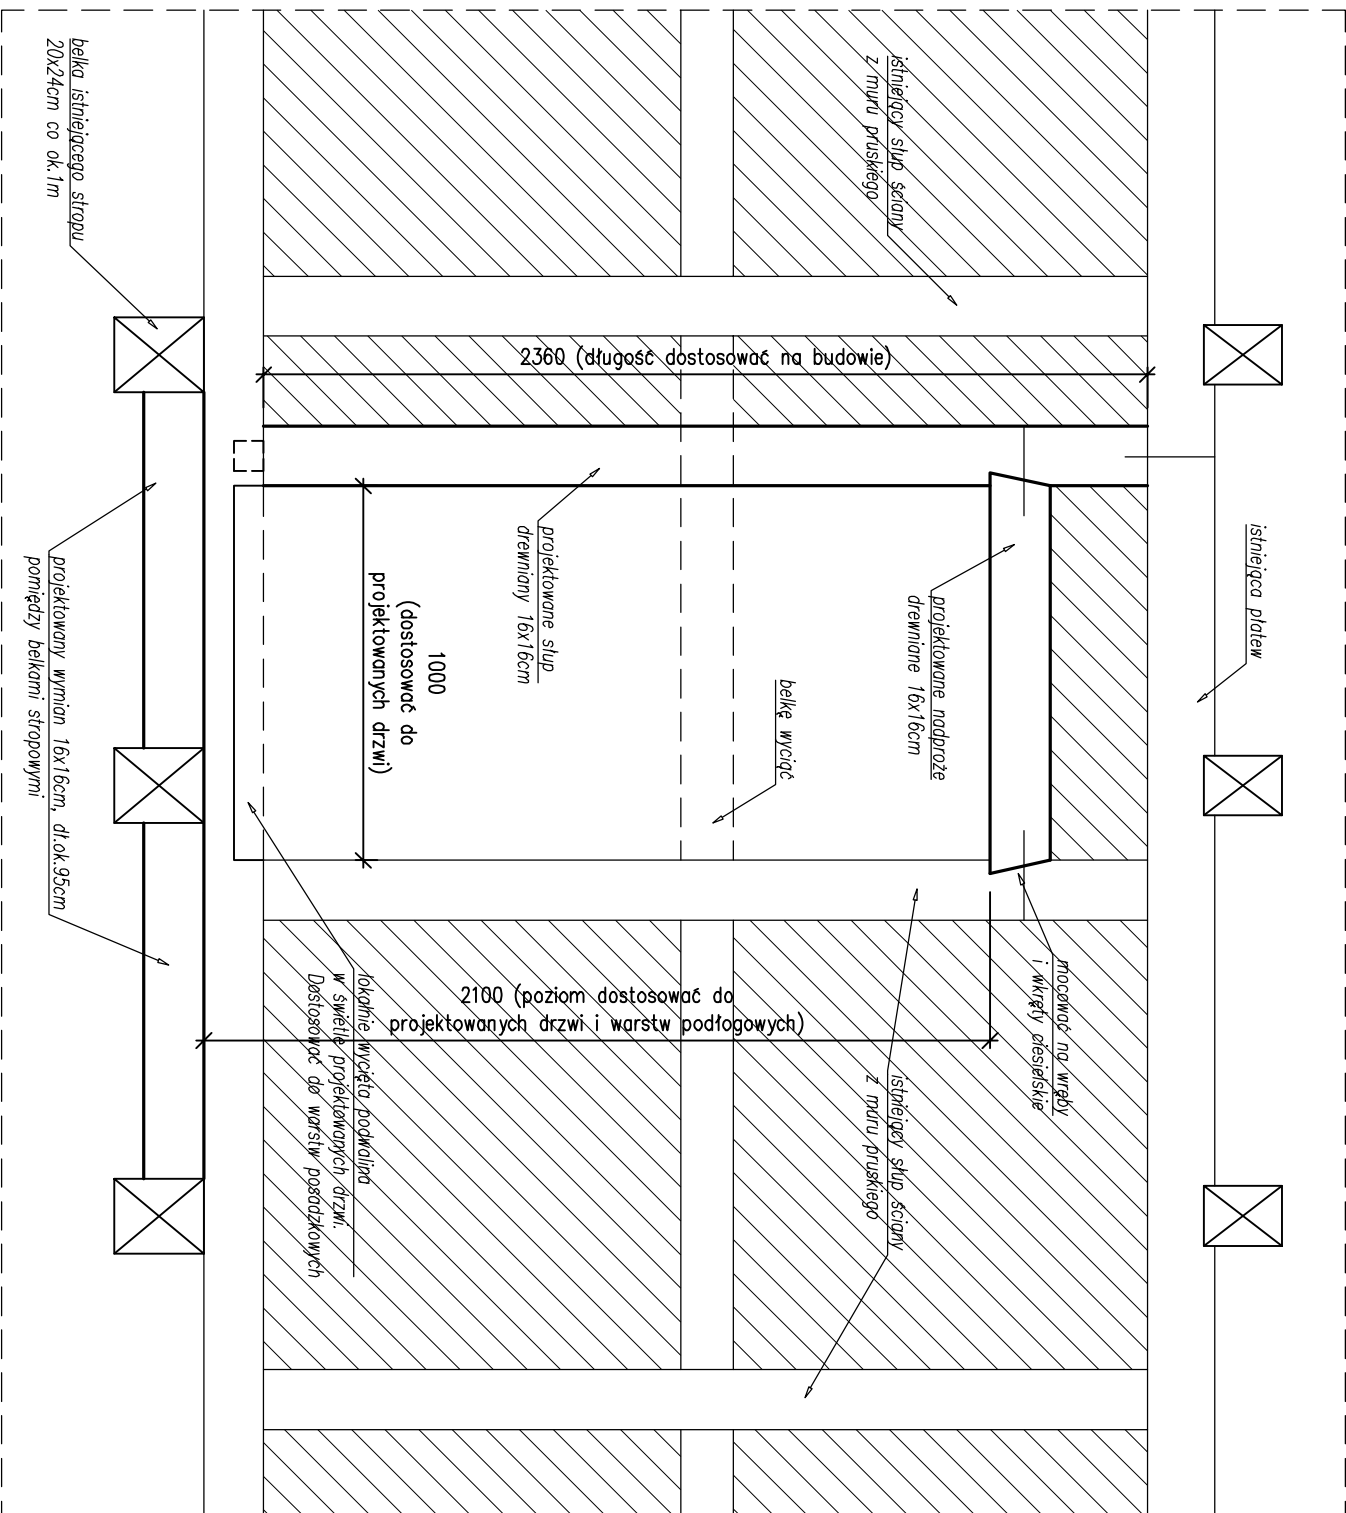 istniejąca płatew
istniejący słup ściany
z muru pruskiego
projektowane nadproże
drewniane 16x16cm
mocować na wręby
i wkręty ciesielskie
belkę wyciąć
istniejący słup ściany
z muru pruskiego
2360 (długość dostosować na budowie)
projektowane słup
drewniany 16x16cm
1000
(dostosować do
projektowanych drzwi)
2100 (poziom dostosować do
projektowanych drzwi i warstw podłogowych)
lokalnie wycięta podwalina
w świetle projektowanych drzwi.
Dostosować do warstw posadzkowych
belka istniejącego stropu
20x24cm co ok.1m
projektowany wymian 16x16cm, dł.ok.95cm
pomiędzy belkami stropowymi